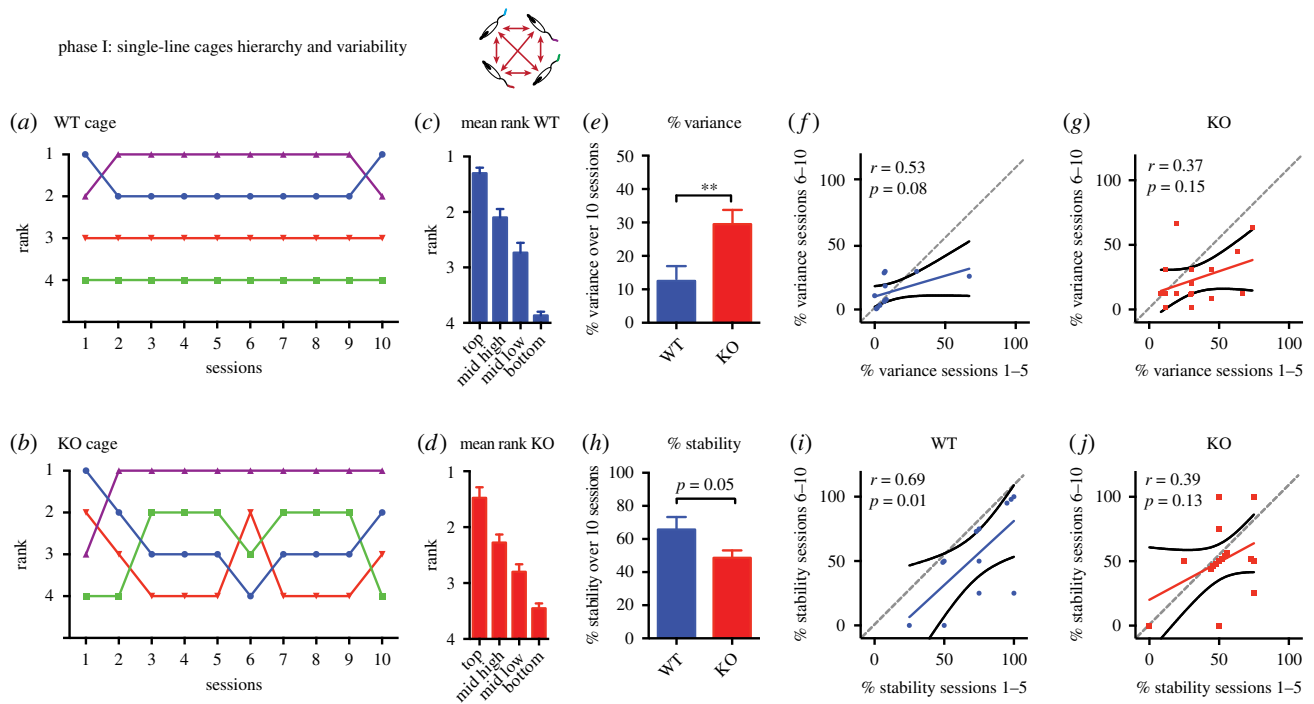 phase I: single-line cages hierarchy and variability
(a) WT cage
rank
1
2
3
4
1 2 3 4 5 6 7 8 9 10
sessions
(c) mean rank WT
rank
1
2
3
4
top
mid high
mid low
bottom
(e) % variance
% variance over 10 sessions
50
40
30
20
10
0
**
WT
KO
(f)
% variance sessions 6–10
r = 0.53
p = 0.08
100
50
0
0 50 100
% variance sessions 1–5
(g) KO
% variance sessions 6–10
r = 0.37
p = 0.15
100
50
0
0 50 100
% variance sessions 1–5
(b) KO cage
rank
1
2
3
4
1 2 3 4 5 6 7 8 9 10
sessions
(d) mean rank KO
rank
1
2
3
4
top
mid high
mid low
bottom
(h) % stability
% stability over 10 sessions
100
80
60
40
20
0
p = 0.05
WT
KO
(i) WT
% stability sessions 6–10
r = 0.69
p = 0.01
100
50
0
0 50 100
% stability sessions 1–5
(j) KO
% stability sessions 6–10
r = 0.39
p = 0.13
100
50
0
0 50 100
% stability sessions 1–5